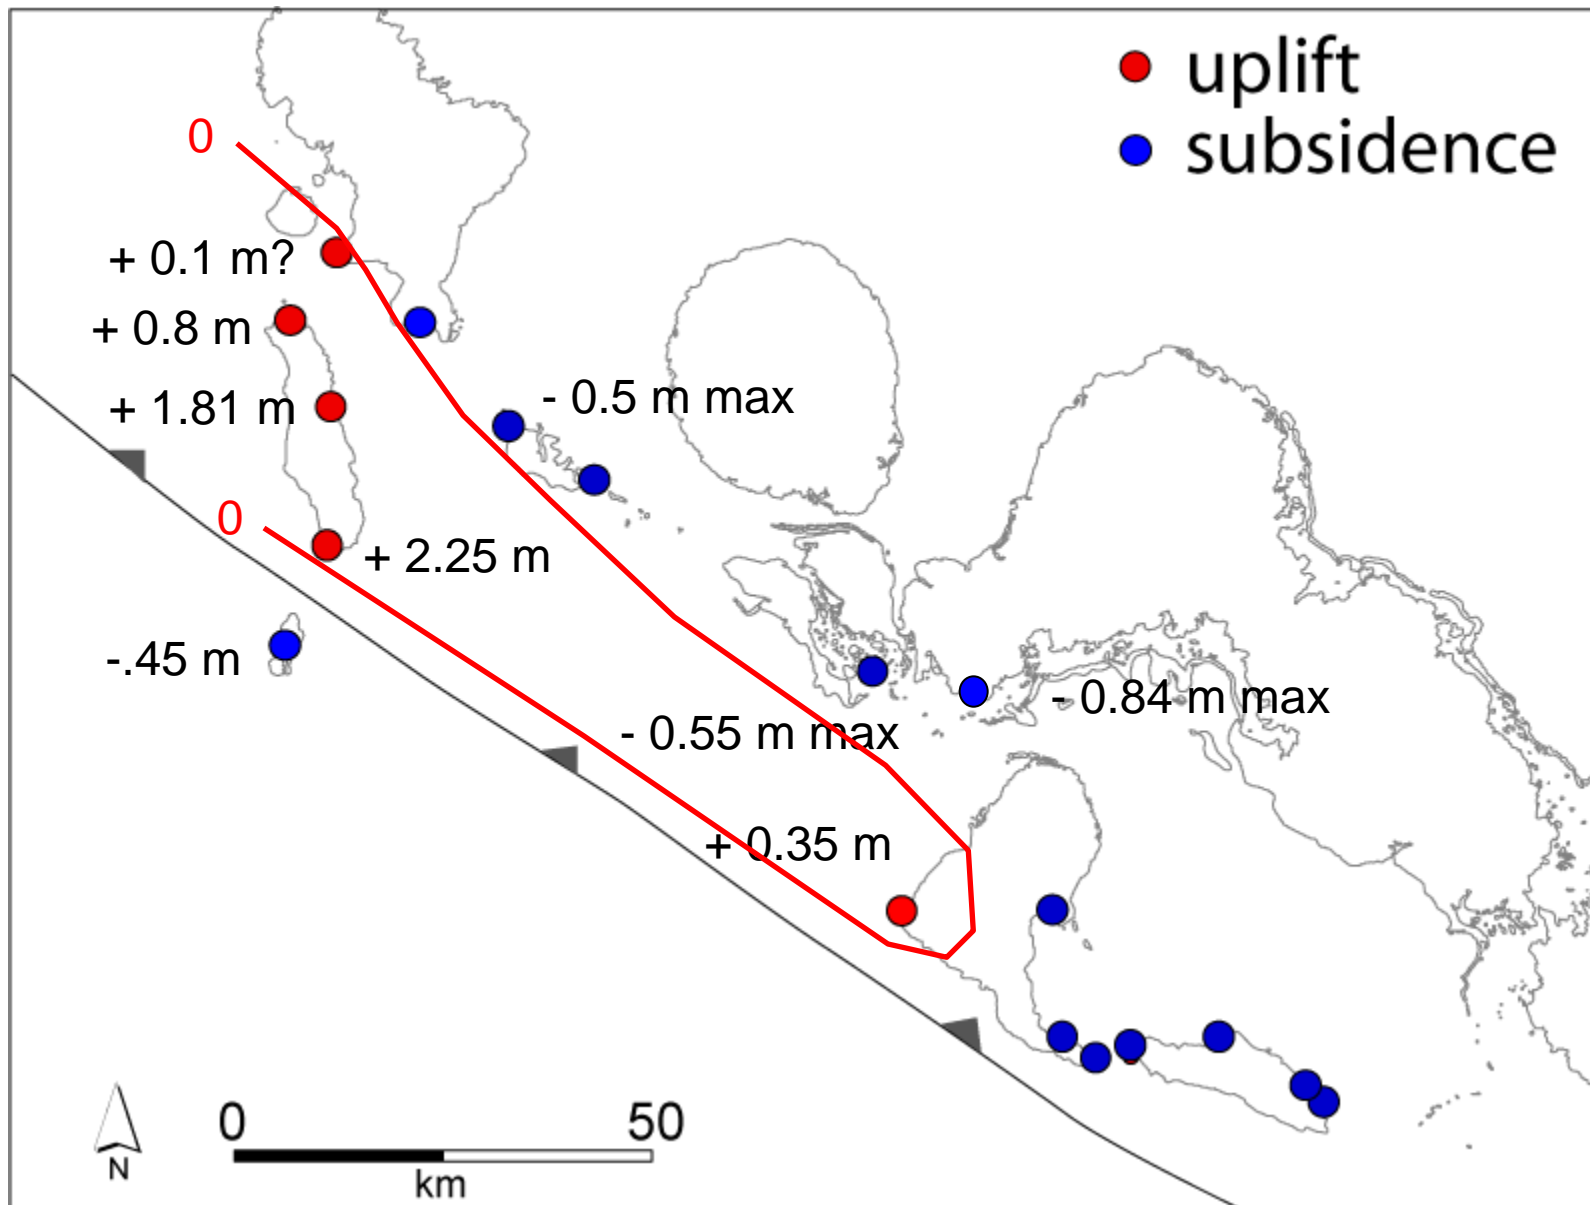 uplift
subsidence
0
+ 0.1 m?
+ 0.8 m
- 0.5 m max
+ 1.81 m
0
+ 2.25 m
-.45 m
- 0.84 m max
- 0.55 m max
+ 0.35 m
0 50
km
N